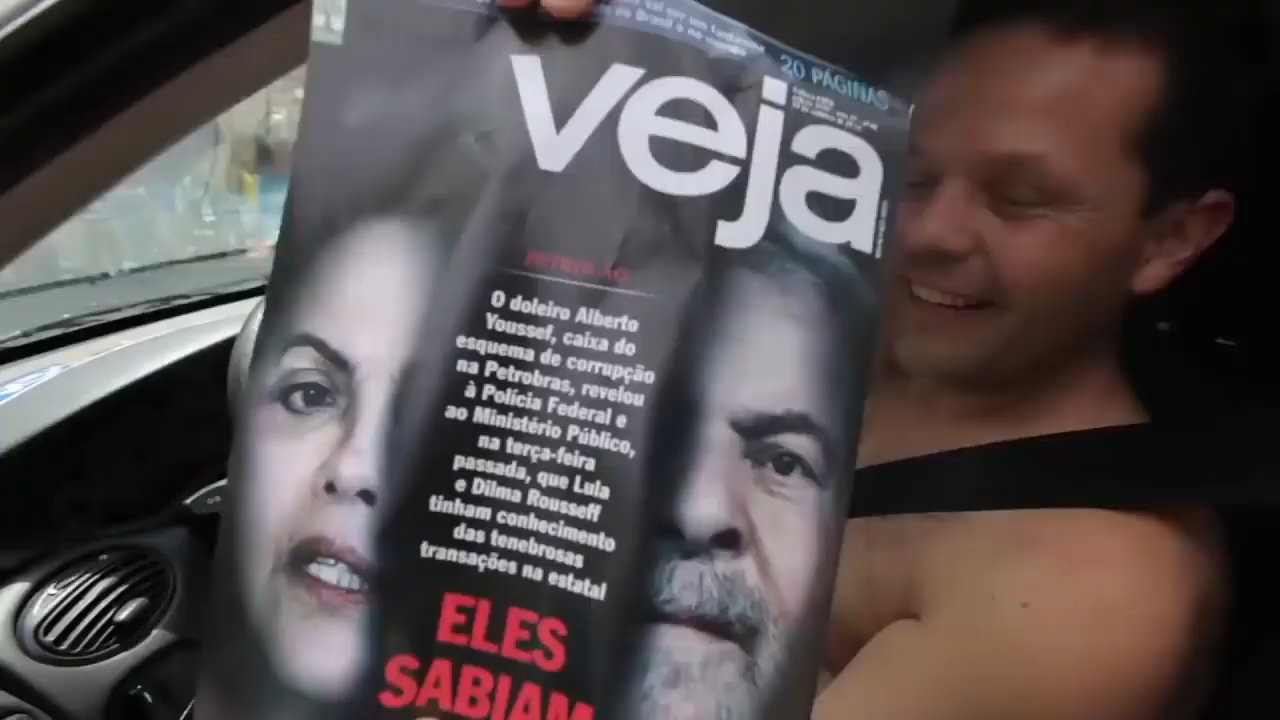 20 PÁGINAS
veja
PETROLÃO
O doleiro Alberto
Youssef, caixa do
esquema de corrupção
na Petrobras, revelou
à Polícia Federal e
ao Ministério Público,
na terça-feira
passada, que Lula
e Dilma Rousseff
tinham conhecimento
das tenebrosas
transações na estatal
ELES
SABIAM